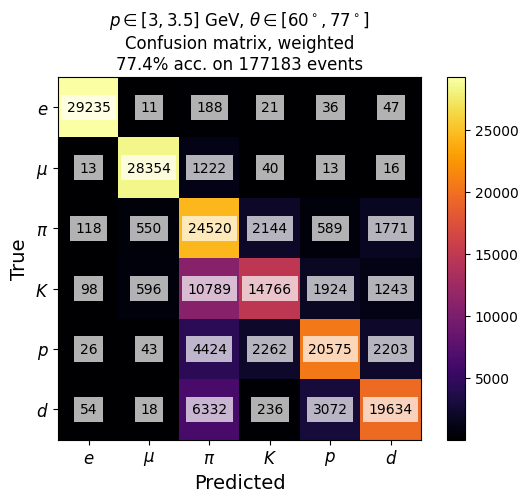 p ∈ [3, 3.5] GeV, θ ∈ [60°, 77°]
Confusion matrix, weighted
77.4% acc. on 177183 events
e 29235 11 188 21 36 47
μ 13 28354 1222 40 13 16
π 118 550 24520 2144 589 1771
K 98 596 10789 14766 1924 1243
p 26 43 4424 2262 20575 2203
d 54 18 6332 236 3072 19634
e μ π K p d
Predicted
True
25000
20000
15000
10000
5000